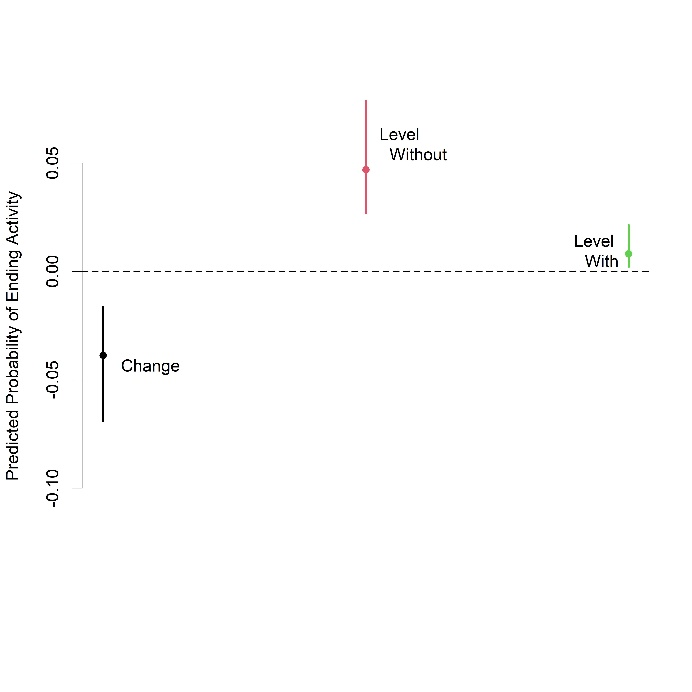 Predicted Probability of Ending Activity
0.05
0.00
-0.05
-0.10
Level
Without
Level
With
Change